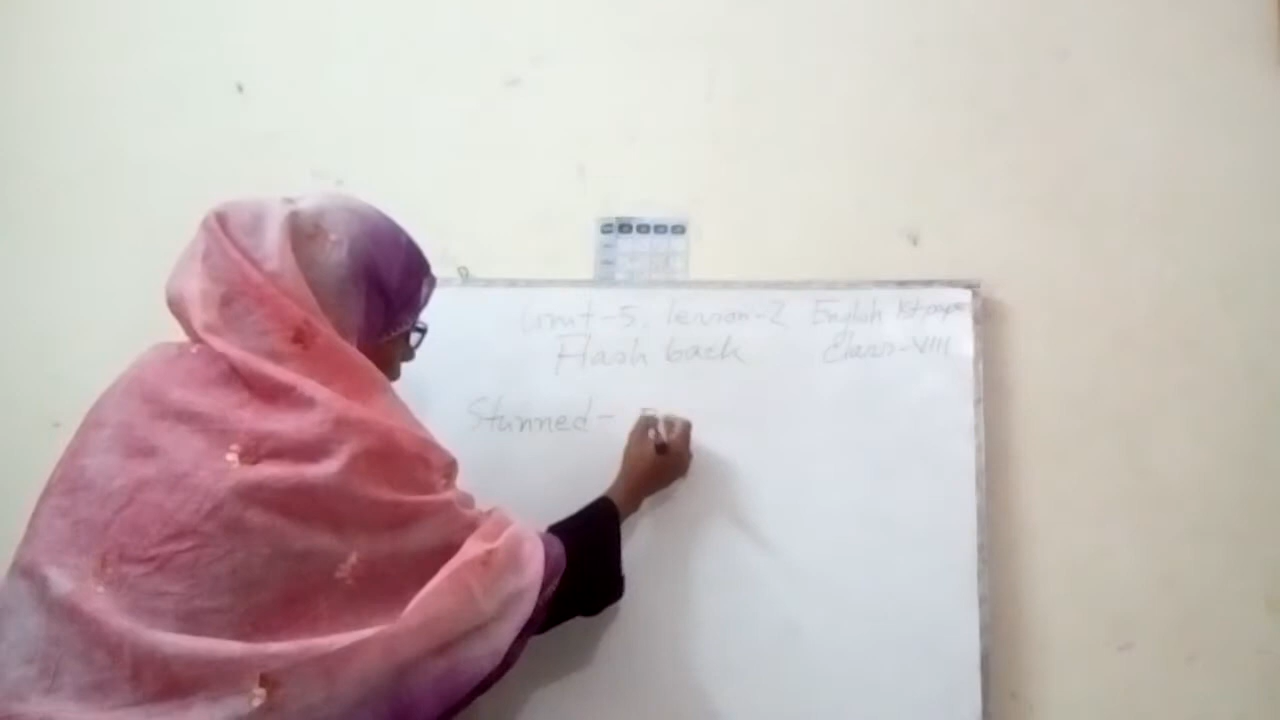 Unit-5, lesson-2 English 1st paper
Flash back Class-VIII
Stunned-